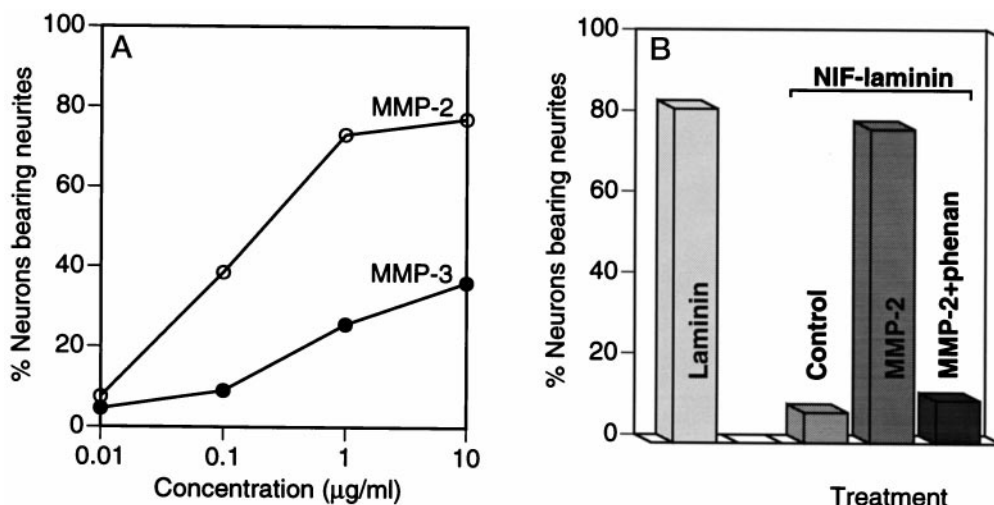 A
% Neurons bearing neurites
100
80
60
40
20
0
MMP-2
MMP-3
0.01 0.1 1 10
Concentration (μg/ml)
B
% Neurons bearing neurites
100
80
60
40
20
0
NIF-laminin
Laminin
Control
MMP-2
MMP-2+phenan
Treatment